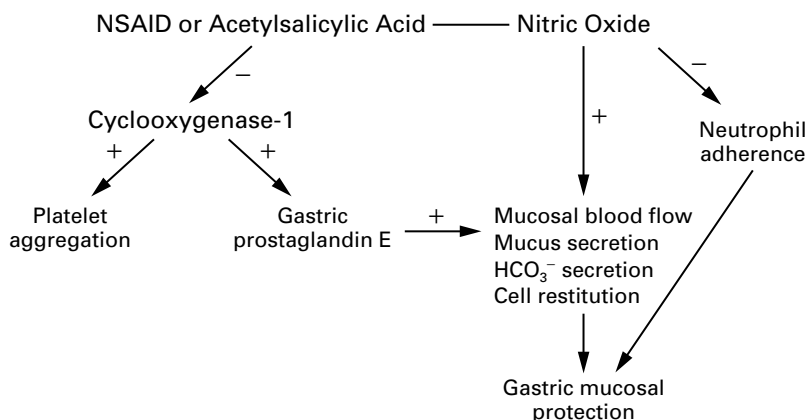 NSAID or Acetylsalicylic Acid
Nitric Oxide
−
−
Cyclooxygenase-1
+
Neutrophil
adherence
+
+
Platelet
aggregation
Gastric
prostaglandin E
+
Mucosal blood flow
Mucus secretion
HCO₃⁻ secretion
Cell restitution
Gastric mucosal
protection